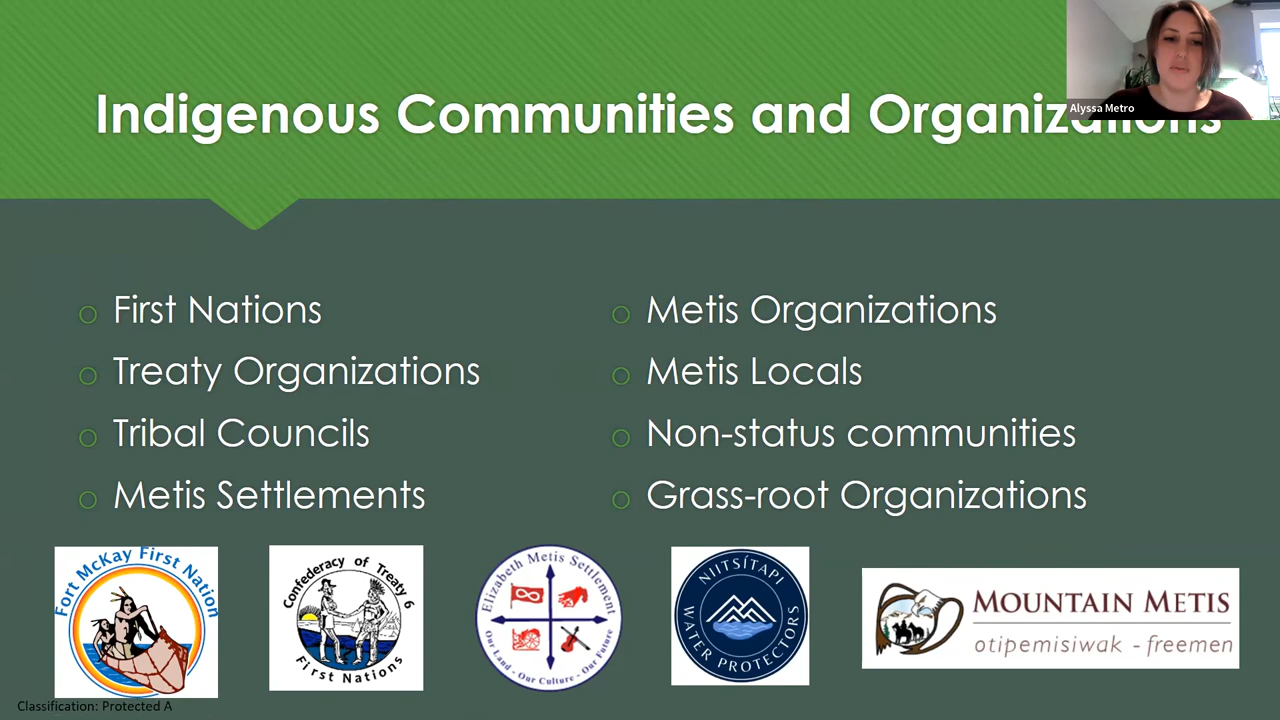 Indigenous Communities and Organizations
Alyssa Metro
First Nations
Treaty Organizations
Tribal Councils
Metis Settlements
Metis Organizations
Metis Locals
Non-status communities
Grass-root Organizations
Fort McKay First Nation
Confederacy of Treaty 6
First Nations
Elizabeth Metis Settlement
Our Land - Our Culture - Our Future
NIITSÍTAPI
WATER PROTECTORS
MOUNTAIN METIS
otipemisiwak - freemen
Classification: Protected A